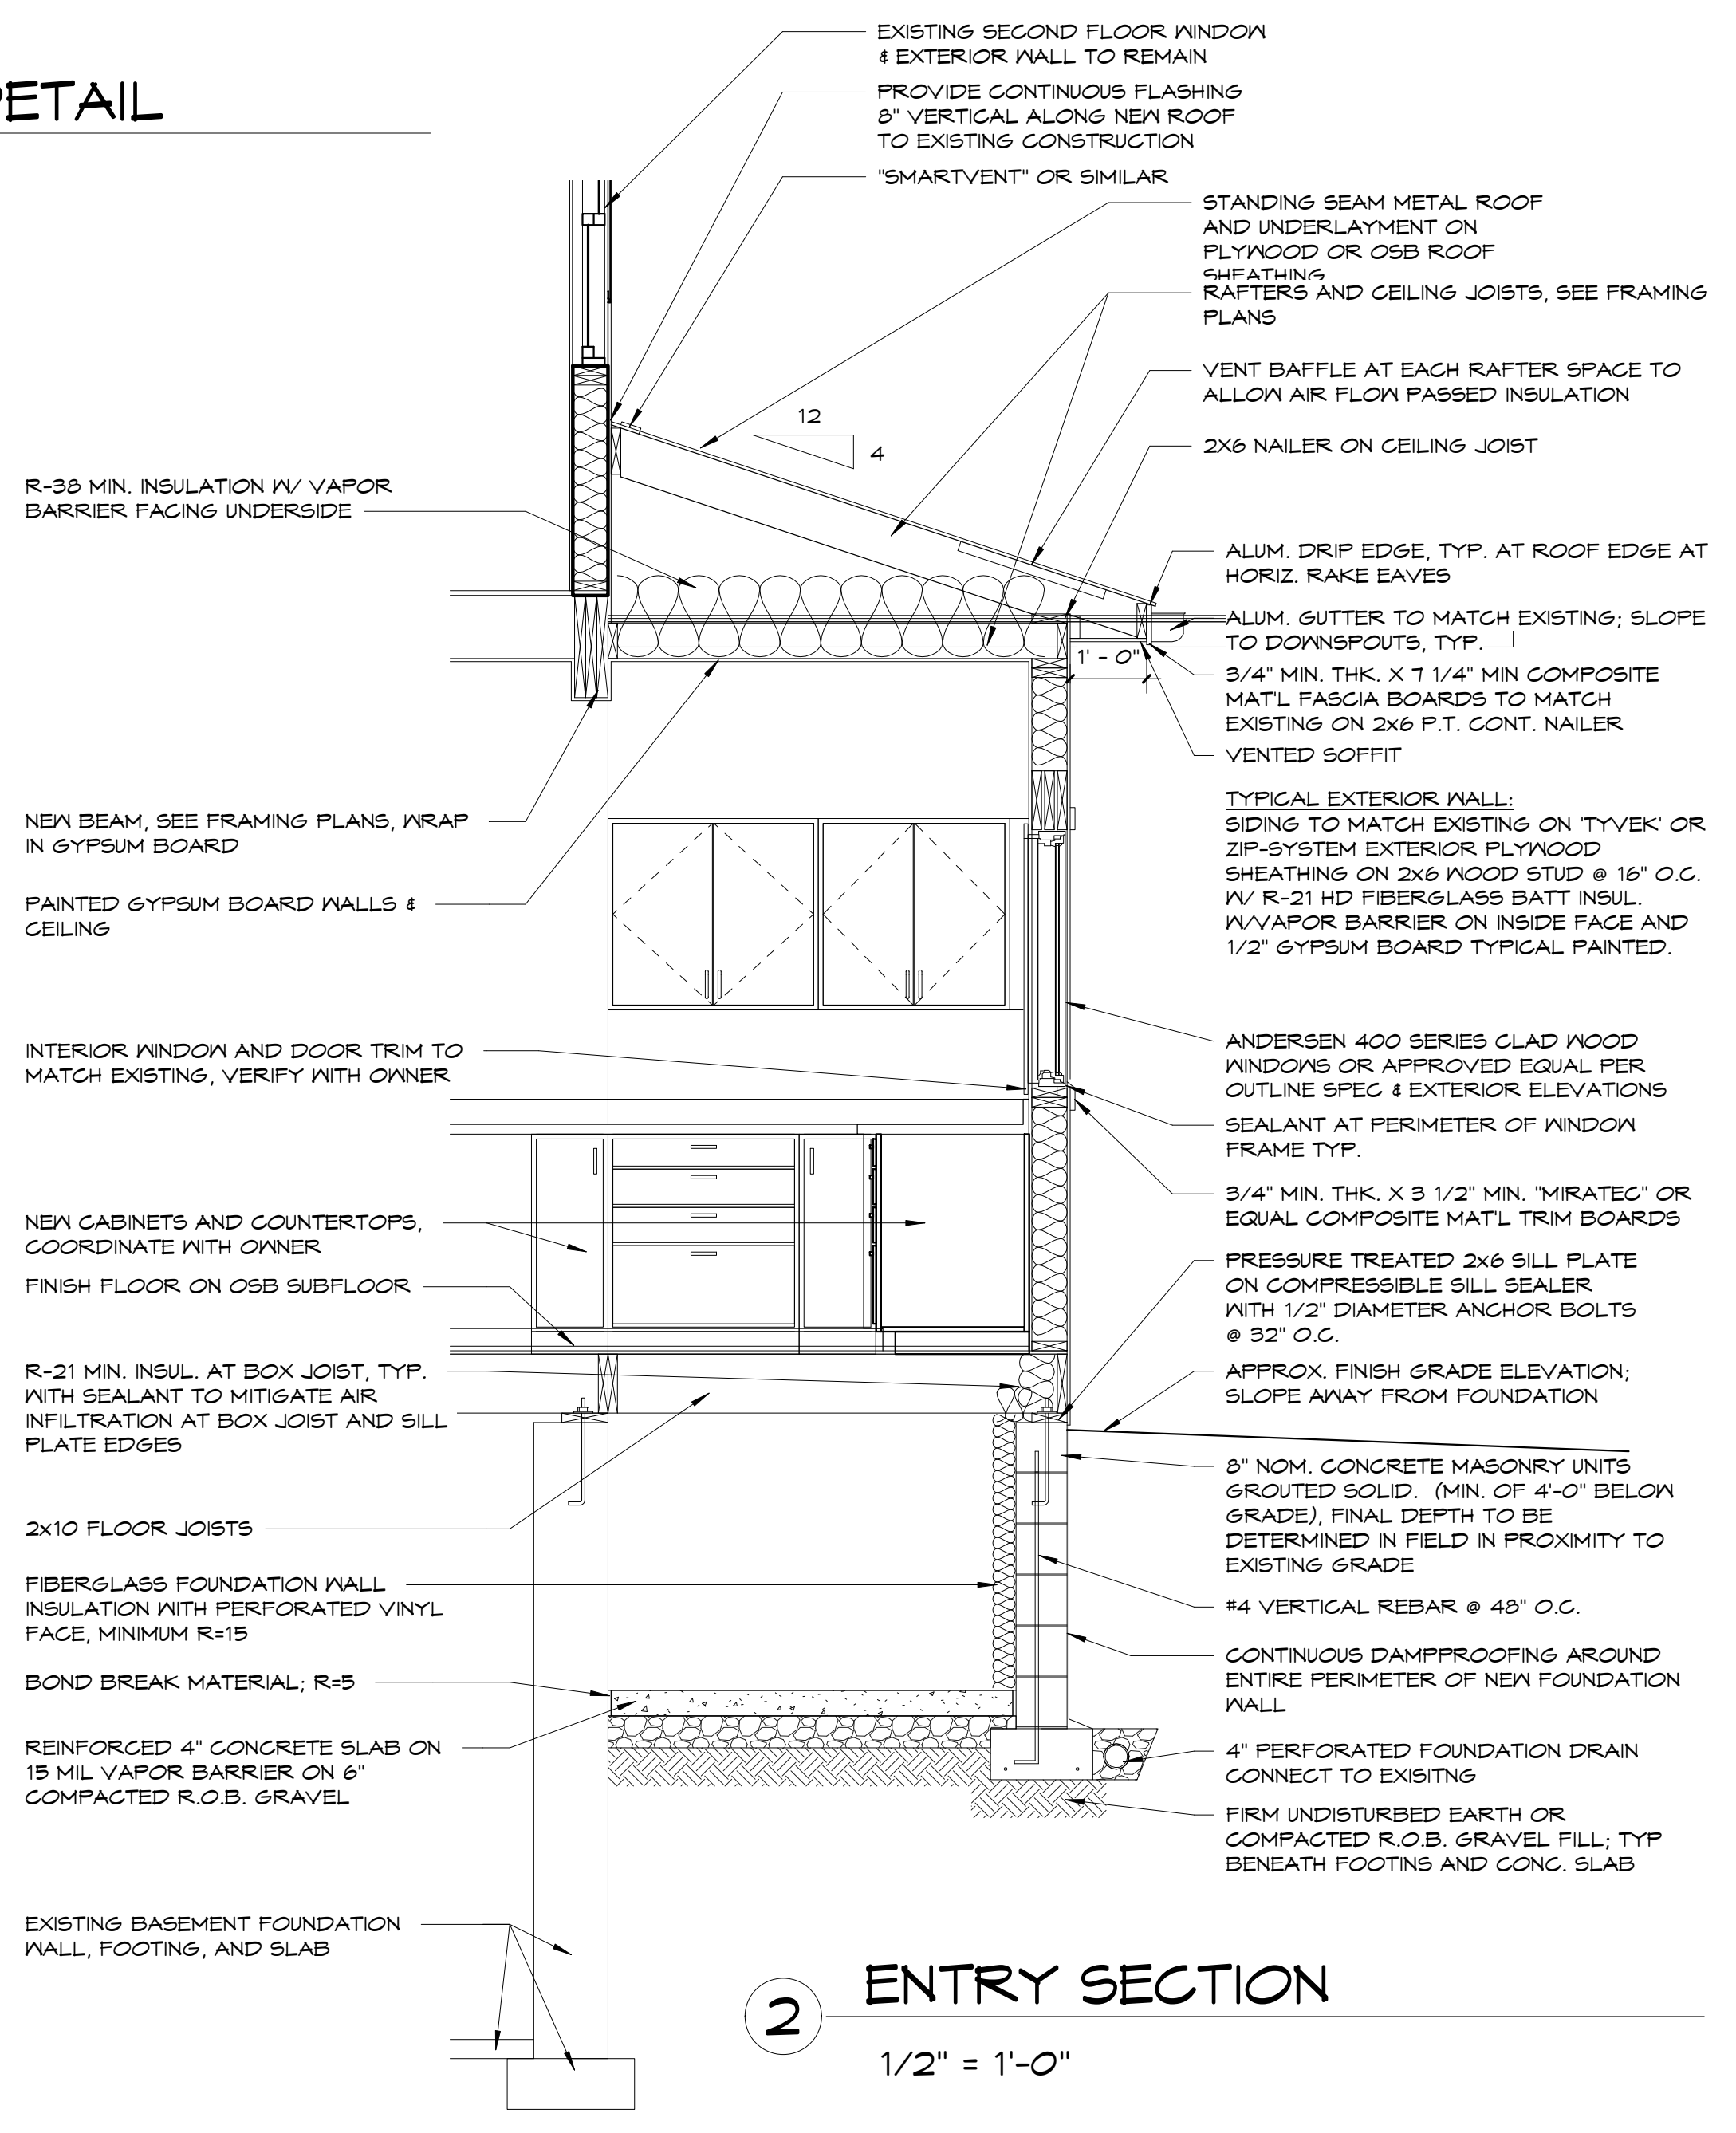 DETAIL
EXISTING SECOND FLOOR WINDOW
& EXTERIOR WALL TO REMAIN
PROVIDE CONTINUOUS FLASHING
8" VERTICAL ALONG NEW ROOF
TO EXISTING CONSTRUCTION
"SMARTVENT" OR SIMILAR
STANDING SEAM METAL ROOF
AND UNDERLAYMENT ON
PLYWOOD OR OSB ROOF
SHEATHING
RAFTERS AND CEILING JOISTS, SEE FRAMING
PLANS
VENT BAFFLE AT EACH RAFTER SPACE TO
ALLOW AIR FLOW PASSED INSULATION
12
4
2X6 NAILER ON CEILING JOIST
ALUM. DRIP EDGE, TYP. AT ROOF EDGE AT
HORIZ. RAKE EAVES
ALUM. GUTTER TO MATCH EXISTING; SLOPE
TO DOWNSPOUTS, TYP.
1' - 0"
3/4" MIN. THK. X 7 1/4" MIN COMPOSITE
MAT'L FASCIA BOARDS TO MATCH
EXISTING ON 2x6 P.T. CONT. NAILER
VENTED SOFFIT
TYPICAL EXTERIOR WALL:
SIDING TO MATCH EXISTING ON 'TYVEK' OR
ZIP-SYSTEM EXTERIOR PLYWOOD
SHEATHING ON 2x6 WOOD STUD @ 16" O.C.
W/ R-21 HD FIBERGLASS BATT INSUL.
W/VAPOR BARRIER ON INSIDE FACE AND
1/2" GYPSUM BOARD TYPICAL PAINTED.
ANDERSEN 400 SERIES CLAD WOOD
WINDOWS OR APPROVED EQUAL PER
OUTLINE SPEC & EXTERIOR ELEVATIONS
SEALANT AT PERIMETER OF WINDOW
FRAME TYP.
3/4" MIN. THK. X 3 1/2" MIN. "MIRATEC" OR
EQUAL COMPOSITE MAT'L TRIM BOARDS
PRESSURE TREATED 2x6 SILL PLATE
ON COMPRESSIBLE SILL SEALER
WITH 1/2" DIAMETER ANCHOR BOLTS
@ 32" O.C.
APPROX. FINISH GRADE ELEVATION;
SLOPE AWAY FROM FOUNDATION
8" NOM. CONCRETE MASONRY UNITS
GROUTED SOLID. (MIN. OF 4'-0" BELOW
GRADE), FINAL DEPTH TO BE
DETERMINED IN FIELD IN PROXIMITY TO
EXISTING GRADE
#4 VERTICAL REBAR @ 48" O.C.
CONTINUOUS DAMPPROOFING AROUND
ENTIRE PERIMETER OF NEW FOUNDATION
WALL
4" PERFORATED FOUNDATION DRAIN
CONNECT TO EXISITNG
FIRM UNDISTURBED EARTH OR
COMPACTED R.O.B. GRAVEL FILL; TYP
BENEATH FOOTINS AND CONC. SLAB
R-38 MIN. INSULATION W/ VAPOR
BARRIER FACING UNDERSIDE
NEW BEAM, SEE FRAMING PLANS, WRAP
IN GYPSUM BOARD
PAINTED GYPSUM BOARD WALLS &
CEILING
INTERIOR WINDOW AND DOOR TRIM TO
MATCH EXISTING, VERIFY WITH OWNER
NEW CABINETS AND COUNTERTOPS,
COORDINATE WITH OWNER
FINISH FLOOR ON OSB SUBFLOOR
R-21 MIN. INSUL. AT BOX JOIST, TYP.
WITH SEALANT TO MITIGATE AIR
INFILTRATION AT BOX JOIST AND SILL
PLATE EDGES
2x10 FLOOR JOISTS
FIBERGLASS FOUNDATION WALL
INSULATION WITH PERFORATED VINYL
FACE, MINIMUM R=15
BOND BREAK MATERIAL; R=5
REINFORCED 4" CONCRETE SLAB ON
15 MIL VAPOR BARRIER ON 6"
COMPACTED R.O.B. GRAVEL
EXISTING BASEMENT FOUNDATION
WALL, FOOTING, AND SLAB
2
ENTRY SECTION
1/2" = 1'-0"